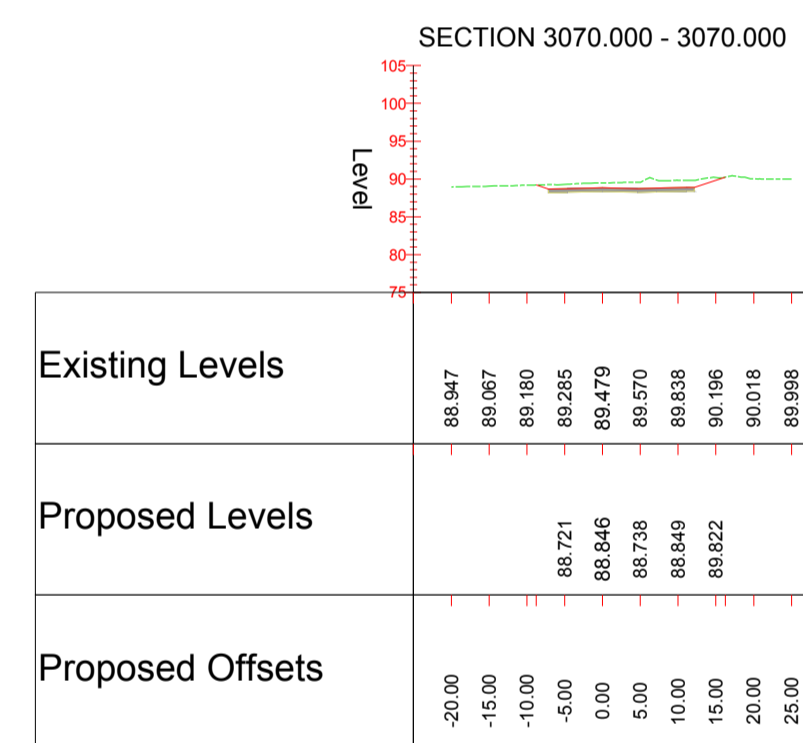 SECTION 3070.000 - 3070.000
105
100
95
90
85
80
75
Level
Existing Levels
88.947 89.067 89.180 89.285 89.479 89.570 89.838 90.196 90.018 89.998
Proposed Levels
88.721 88.846 88.738 88.849 89.822
Proposed Offsets
-20.00 -15.00 -10.00 -5.00 0.00 5.00 10.00 15.00 20.00 25.00